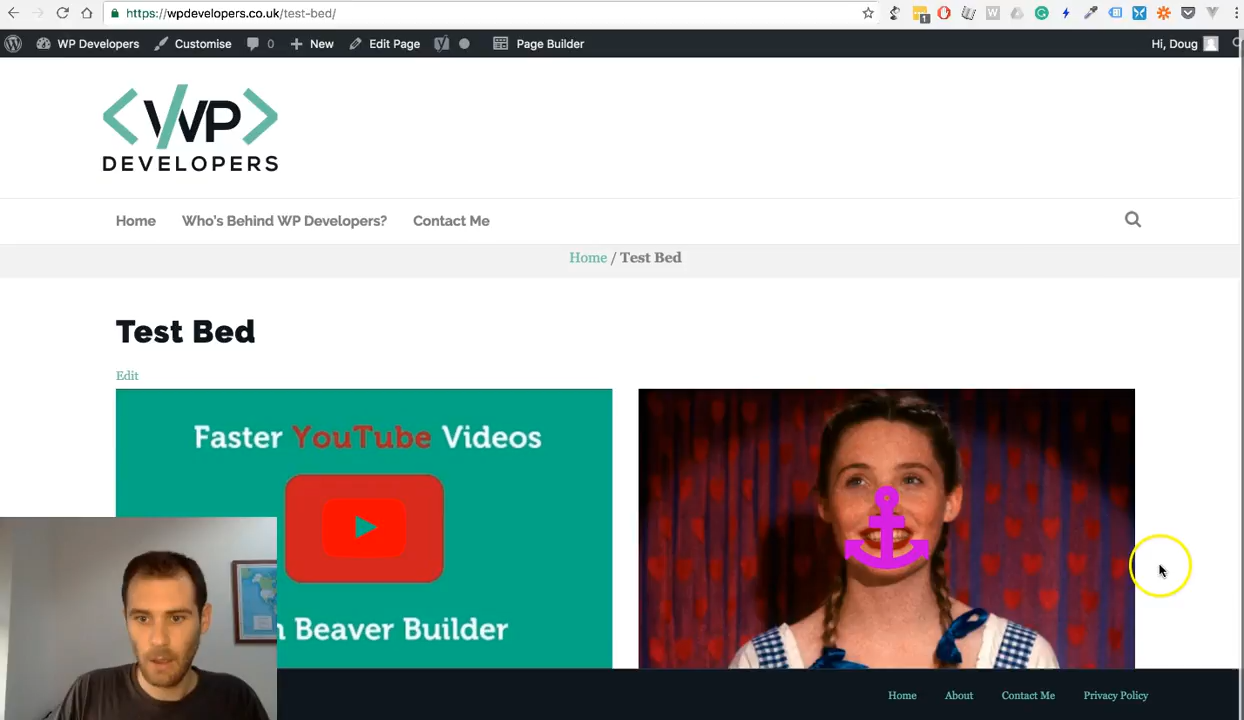 https://wpdevelopers.co.uk/test-bed/
1
WP Developers
Customise
0
New
Edit Page
Page Builder
Hi, Doug
WP
DEVELOPERS
Home
Who's Behind WP Developers?
Contact Me
Home / Test Bed
Test Bed
Edit
Faster YouTube Videos
Beaver Builder
Home
About
Contact Me
Privacy Policy